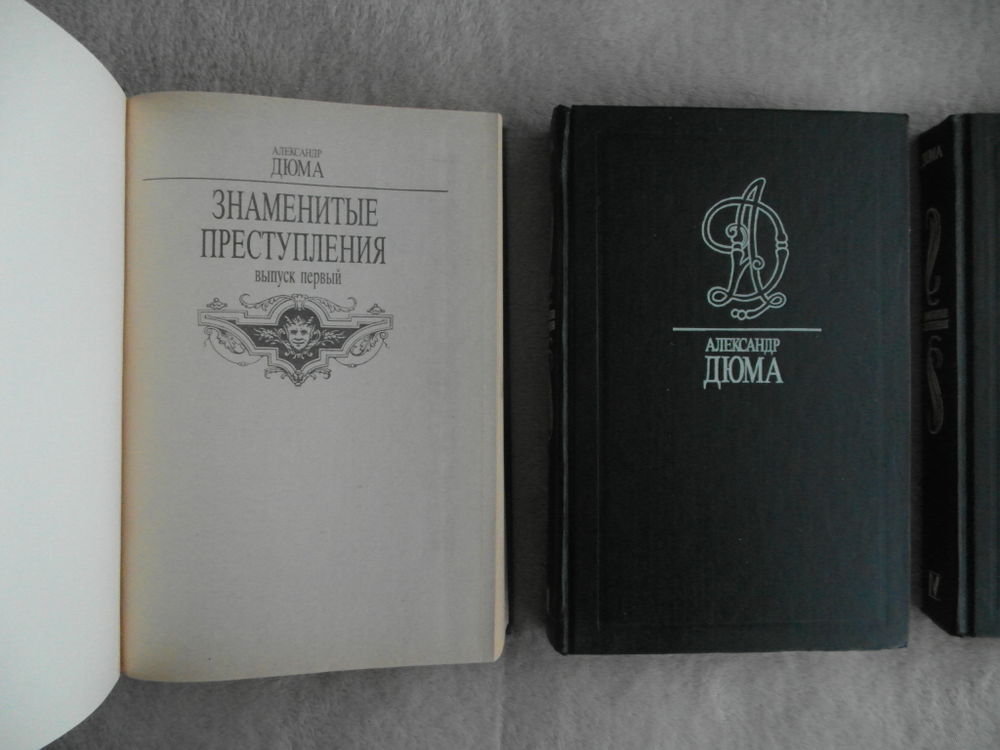 АЛЕКСАНДР
ДЮМА
ЗНАМЕНИТЫЕ
ПРЕСТУПЛЕНИЯ
выпуск первый
АЛЕКСАНДР
ДЮМА
ДЮМА